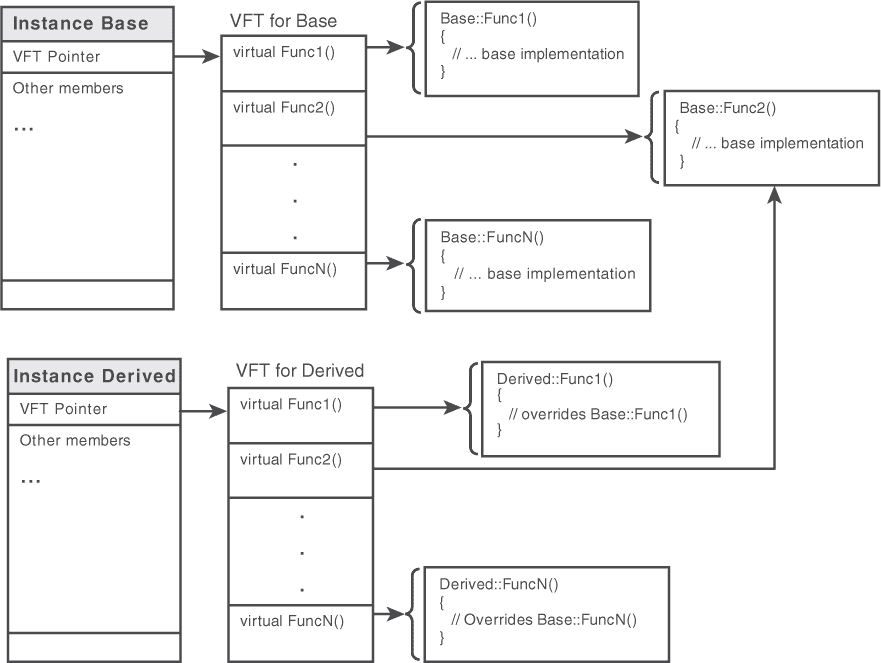 Instance Base
VFT Pointer
Other members
...
VFT for Base
virtual Func1()
virtual Func2()
.
.
.
virtual FuncN()
Base::Func1()
{
// ... base implementation
}
Base::Func2()
{
// ... base implementation
}
Base::FuncN()
{
// ... base implementation
}
Instance Derived
VFT Pointer
Other members
...
VFT for Derived
virtual Func1()
virtual Func2()
.
.
.
virtual FuncN()
Derived::Func1()
{
// overrides Base::Func1()
}
Derived::FuncN()
{
// Overrides Base::FuncN()
}